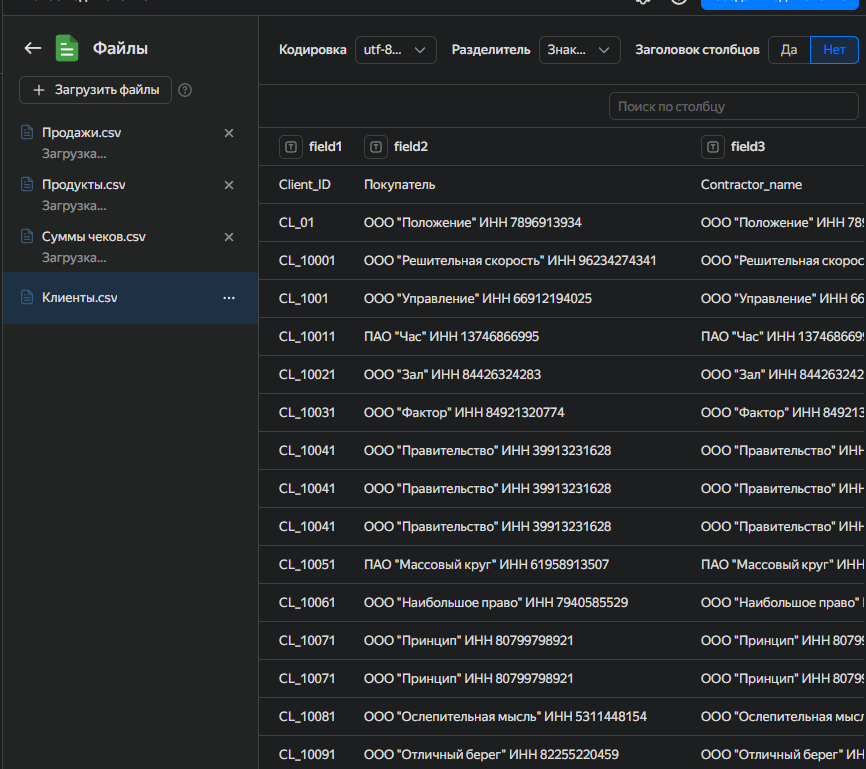 Файлы
Кодировка utf-8... Разделитель Знак... Заголовок столбцов Да Нет
+ Загрузить файлы
Поиск по столбцу
Продажи.csv
Загрузка...
Продукты.csv
Загрузка...
Суммы чеков.csv
Загрузка...
Клиенты.csv
field1 field2 field3
Client_ID Покупатель Contractor_name
CL_01 ООО "Положение" ИНН 7896913934 ООО "Положение" ИНН
CL_10001 ООО "Решительная скорость" ИНН 96234274341 ООО "Решительная
CL_1001 ООО "Управление" ИНН 66912194025 ООО "Управление" ИНН 66
CL_10011 ПАО "Час" ИНН 13746866995 ПАО "Час" ИНН
CL_10021 ООО "Зал" ИНН 84426324283 ООО "Зал" ИНН 844263242
CL_10031 ООО "Фактор" ИНН 84921320774 ООО "Фактор" ИНН 849213
CL_10041 ООО "Правительство" ИНН 39913231628 ООО "Правительство" ИНН
CL_10041 ООО "Правительство" ИНН 39913231628 ООО "Правительство" ИНН
CL_10041 ООО "Правительство" ИНН 39913231628 ООО "Правительство" ИНН
CL_10051 ПАО "Массовый круг" ИНН 61958913507 ПАО "Массовый круг" ИНН
CL_10061 ООО "Наибольшое право" ИНН 7940585529 ООО "Наибольшое право"
CL_10071 ООО "Принцип" ИНН 80799798921 ООО "Принцип" ИНН
CL_10071 ООО "Принцип" ИНН 80799798921 ООО "Принцип" ИНН
CL_10081 ООО "Ослепительная мысль" ИНН 5311448154 ООО "Ослепительная
CL_10091 ООО "Отличный берег" ИНН 82255220459 ООО "Отличный берег"